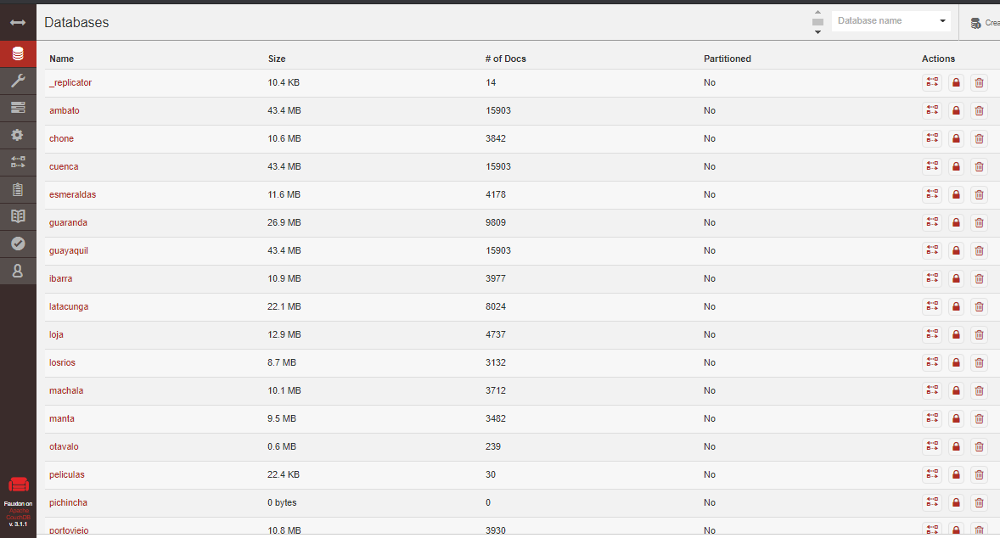 Databases
Database name
Crea
Name Size # of Docs Partitioned Actions
_replicator 10.4 KB 14 No
ambato 43.4 MB 15903 No
chone 10.6 MB 3842 No
cuenca 43.4 MB 15903 No
esmeraldas 11.6 MB 4178 No
guaranda 26.9 MB 9809 No
guayaquil 43.4 MB 15903 No
ibarra 10.9 MB 3977 No
latacunga 22.1 MB 8024 No
loja 12.9 MB 4737 No
losrios 8.7 MB 3132 No
machala 10.1 MB 3712 No
manta 9.5 MB 3482 No
otavalo 0.6 MB 239 No
peliculas 22.4 KB 30 No
pichincha 0 bytes 0 No
portoviejo 10.8 MB 3930 No
Fauxton on
Apache
CouchDB
v. 3.1.1